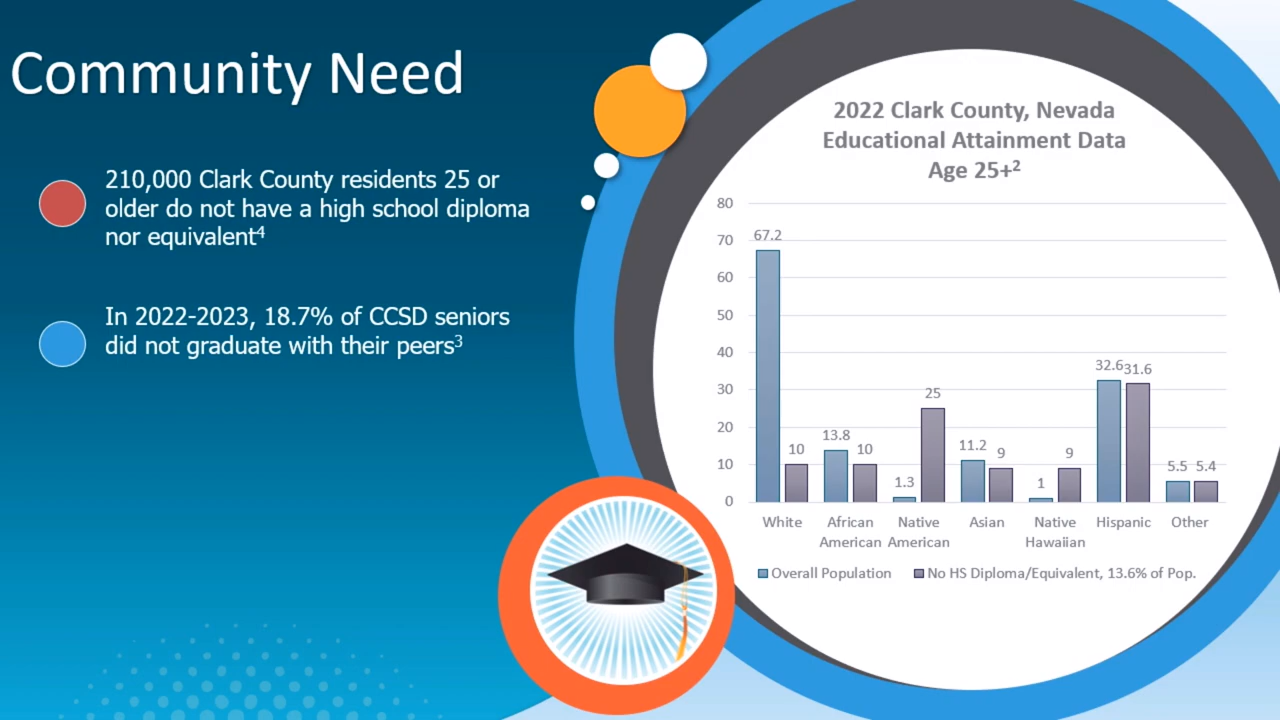 Community Need
210,000 Clark County residents 25 or
older do not have a high school diploma
nor equivalent⁴
In 2022-2023, 18.7% of CCSD seniors
did not graduate with their peers³
2022 Clark County, Nevada
Educational Attainment Data
Age 25+²
80
70
60
50
40
30
20
10
0
67.2
10
13.8
10
1.3
25
11.2
9
1
9
32.6
31.6
5.5
5.4
White
African American
Native American
Asian
Native Hawaiian
Hispanic
Other
Overall Population
No HS Diploma/Equivalent, 13.6% of Pop.